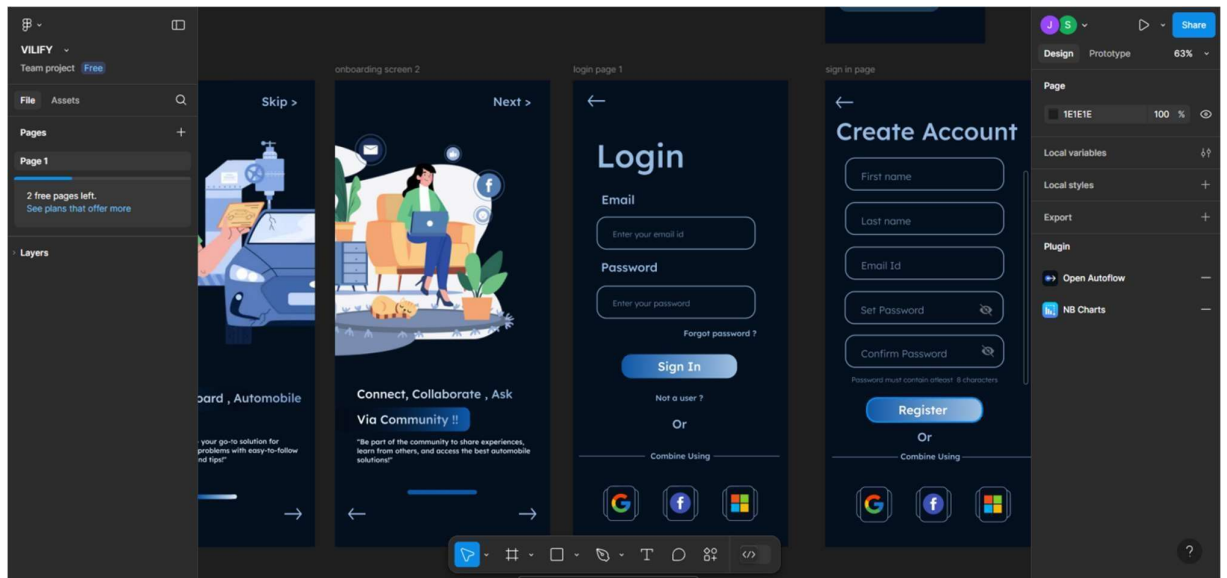 VILIFY
Team project Free
File Assets
Pages
Page 1
2 free pages left.
See plans that offer more
Layers
Skip >
oard , Automobile
your go-to solution for
problems with easy-to-follow
nd tips!"
onboarding screen 2
Next >
Connect, Collaborate , Ask
Via Community !!
"Be part of the community to share experiences,
learn from others, and access the best automobile
solutions!"
login page 1
Login
Email
Enter your email id
Password
Enter your password
Forgot password ?
Sign In
Not a user ?
Or
Combine Using
sign in page
Create Account
First name
Last name
Email Id
Set Password
Confirm Password
Password must contain atleast 8 characters
Register
Or
Combine Using
J S
Share
Design Prototype 63%
Page
1E1E1E 100 %
Local variables
Local styles
Export
Plugin
Open Autoflow
NB Charts
?